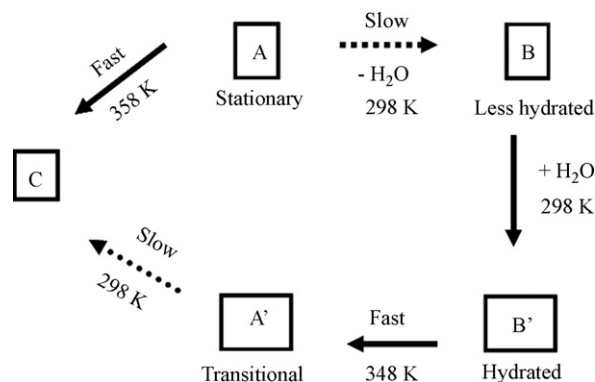 Slow
A
B
Fast
- H₂O
358 K
Stationary
298 K
Less hydrated
C
+ H₂O
298 K
Slow
298 K
A’
Fast
B’
Transitional
348 K
Hydrated